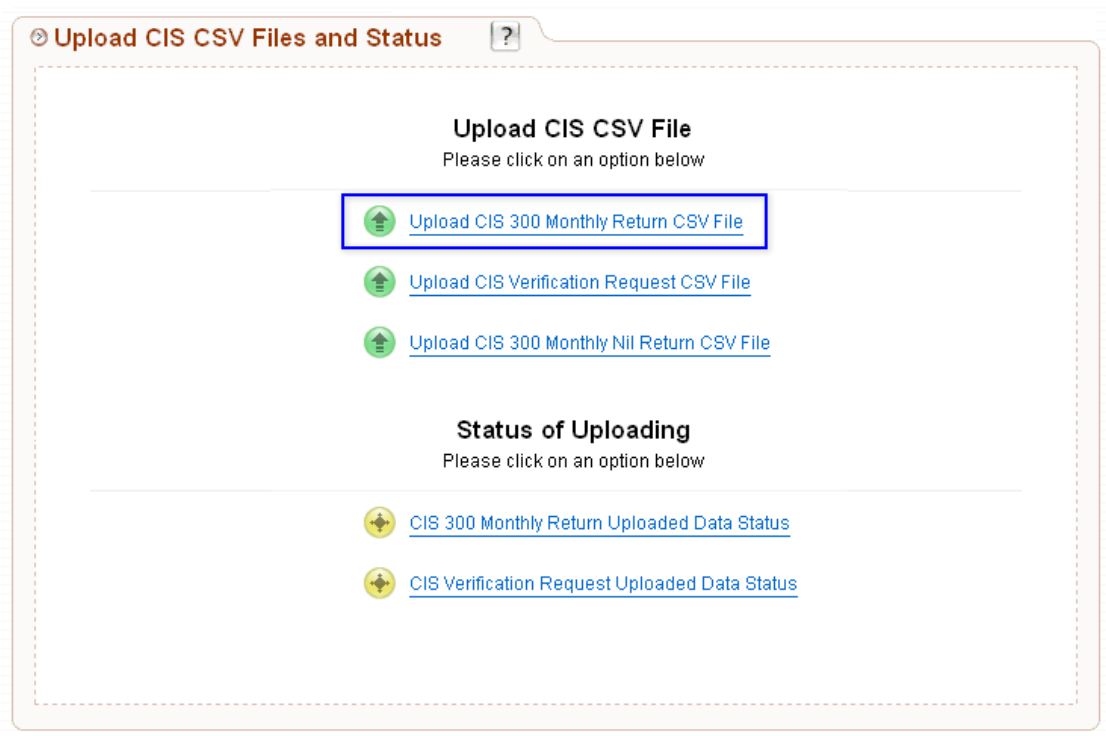 Upload CIS CSV Files and Status ?
Upload CIS CSV File
Please click on an option below
Upload CIS 300 Monthly Return CSV File
Upload CIS Verification Request CSV File
Upload CIS 300 Monthly Nil Return CSV File
Status of Uploading
Please click on an option below
CIS 300 Monthly Return Uploaded Data Status
CIS Verification Request Uploaded Data Status